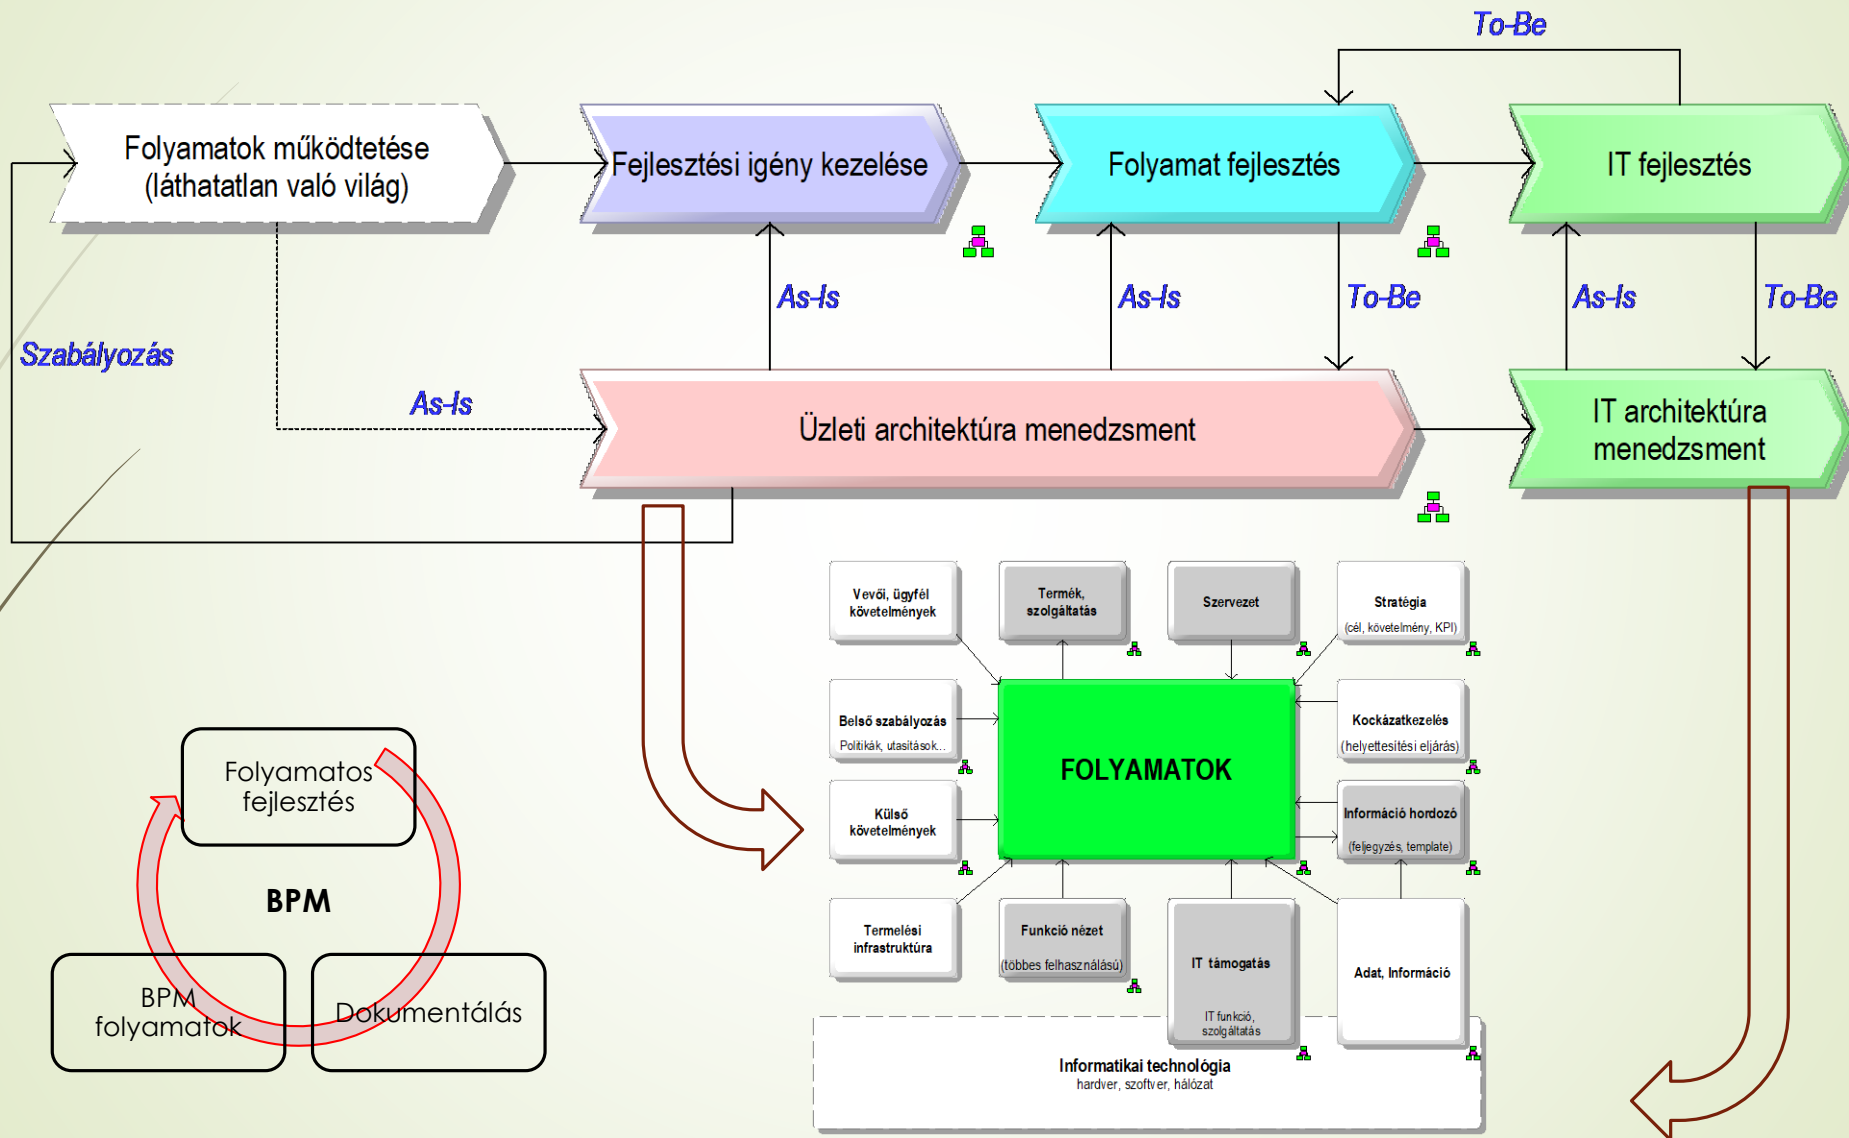 To-Be
Folyamatok működtetése
(láthatatlan való világ)
Fejlesztési igény kezelése
Folyamat fejlesztés
IT fejlesztés
As-Is
As-Is
To-Be
As-Is
To-Be
Szabályozás
As-Is
Üzleti architektúra menedzsment
IT architektúra
menedzsment
Vevői, ügyfél
követelmények
Termék,
szolgáltatás
Szervezet
Stratégia
(cél, követelmény, KPI)
Belső szabályozás
Politikák, utasítások...
FOLYAMATOK
Kockázatkezelés
(helyettesítési eljárás)
Külső
követelmények
Információ hordozó
(feljegyzés, template)
Termelési
infrastruktúra
Funkció nézet
(többes felhasználású)
IT támogatás
IT funkció,
szolgáltatás
Adat, Információ
Informatikai technológia
hardver, szoftver, hálózat
Folyamatos
fejlesztés
BPM
BPM
folyamatok
Dokumentálás